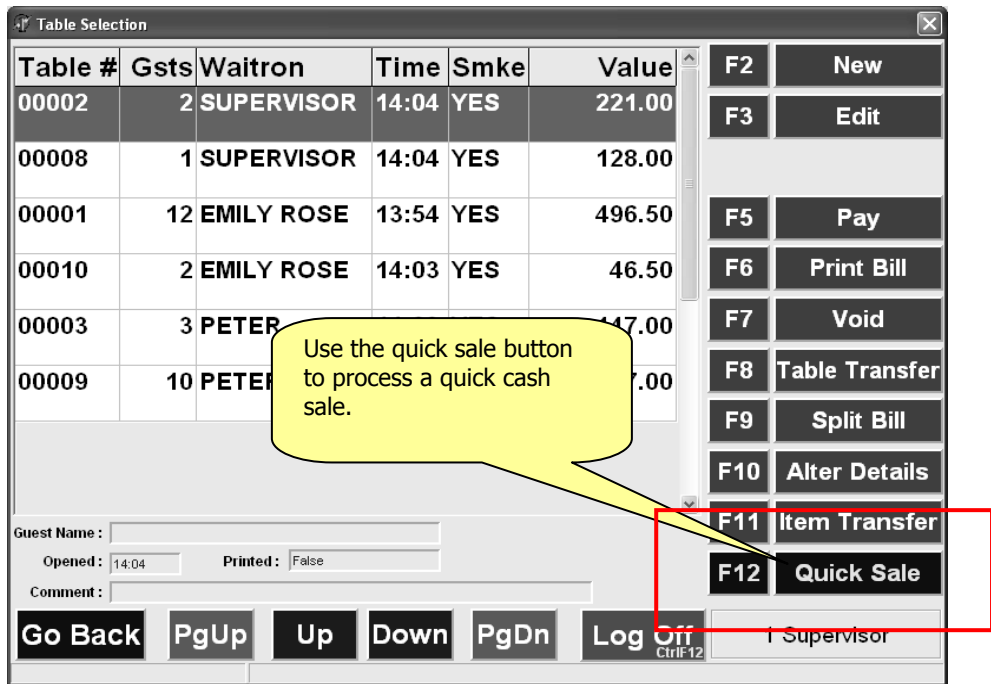 Table Selection
Table # Gsts Waitron Time Smke Value
00002 2 SUPERVISOR 14:04 YES 221.00
00008 1 SUPERVISOR 14:04 YES 128.00
00001 12 EMILY ROSE 13:54 YES 496.50
00010 2 EMILY ROSE 14:03 YES 46.50
00003 3 PETER
00009 10
Use the quick sale button
to process a quick cash
sale.
F2 New
F3 Edit
F5 Pay
F6 Print Bill
F7 Void
F8 Table Transfer
F9 Split Bill
F10 Alter Details
F11 Item Transfer
F12 Quick Sale
Guest Name :
Opened : 14:04 Printed : False
Comment :
Go Back PgUp Up Down PgDn Log Off CtrlF12
1 Supervisor